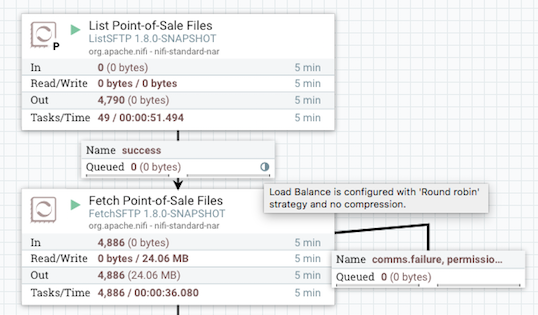 List Point-of-Sale Files
ListSFTP 1.8.0-SNAPSHOT
org.apache.nifi - nifi-standard-nar
P
In 0 (0 bytes) 5 min
Read/Write 0 bytes / 0 bytes 5 min
Out 4,790 (0 bytes) 5 min
Tasks/Time 49 / 00:00:51.494 5 min
Name success
Queued 0 (0 bytes)
Load Balance is configured with 'Round robin'
strategy and no compression.
Fetch Point-of-Sale Files
FetchSFTP 1.8.0-SNAPSHOT
org.apache.nifi - nifi-standard-nar
In 4,886 (0 bytes) 5 min
Read/Write 0 bytes / 24.06 MB 5 min
Out 4,886 (24.06 MB) 5 min
Tasks/Time 4,886 / 00:00:36.080 5 min
Name comms.failure, permissio...
Queued 0 (0 bytes)